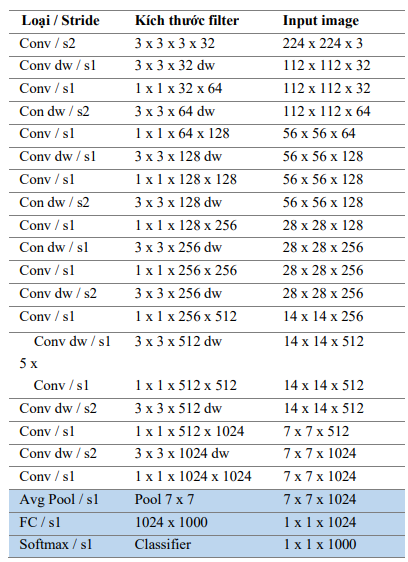 Loại / Stride Kích thước filter Input image
Conv / s2 3 x 3 x 3 x 32 224 x 224 x 3
Conv dw / s1 3 x 3 x 32 dw 112 x 112 x 32
Conv / s1 1 x 1 x 32 x 64 112 x 112 x 32
Con dw / s2 3 x 3 x 64 dw 112 x 112 x 64
Conv / s1 1 x 1 x 64 x 128 56 x 56 x 64
Conv dw / s1 3 x 3 x 128 dw 56 x 56 x 128
Conv / s1 1 x 1 x 128 x 128 56 x 56 x 128
Con dw / s2 3 x 3 x 128 dw 56 x 56 x 128
Conv / s1 1 x 1 x 128 x 256 28 x 28 x 128
Con dw / s1 3 x 3 x 256 dw 28 x 28 x 256
Conv / s1 1 x 1 x 256 x 256 28 x 28 x 256
Conv dw / s2 3 x 3 x 256 dw 28 x 28 x 256
Conv / s1 1 x 1 x 256 x 512 14 x 14 x 256
Conv dw / s1 3 x 3 x 512 dw 14 x 14 x 512
5 x
Conv / s1 1 x 1 x 512 x 512 14 x 14 x 512
Conv dw / s2 3 x 3 x 512 dw 14 x 14 x 512
Conv / s1 1 x 1 x 512 x 1024 7 x 7 x 512
Conv dw / s2 3 x 3 x 1024 dw 7 x 7 x 1024
Conv / s1 1 x 1 x 1024 x 1024 7 x 7 x 1024
Avg Pool / s1 Pool 7 x 7 7 x 7 x 1024
FC / s1 1024 x 1000 1 x 1 x 1024
Softmax / s1 Classifier 1 x 1 x 1000